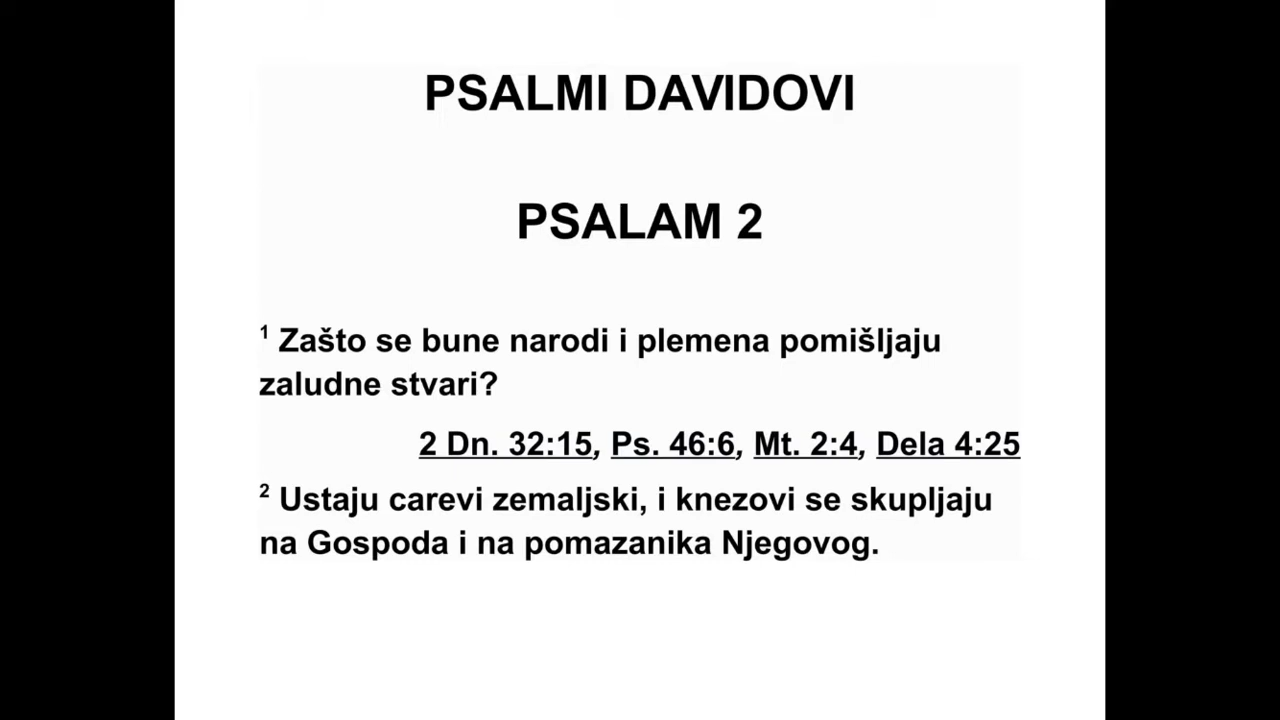 PSALMI DAVIDOVI
PSALAM 2
1 Zašto se bune narodi i plemena pomišljaju
zaludne stvari?
2 Dn. 32:15, Ps. 46:6, Mt. 2:4, Dela 4:25
2 Ustaju carevi zemaljski, i knezovi se skupljaju
na Gospoda i na pomazanika Njegovog.